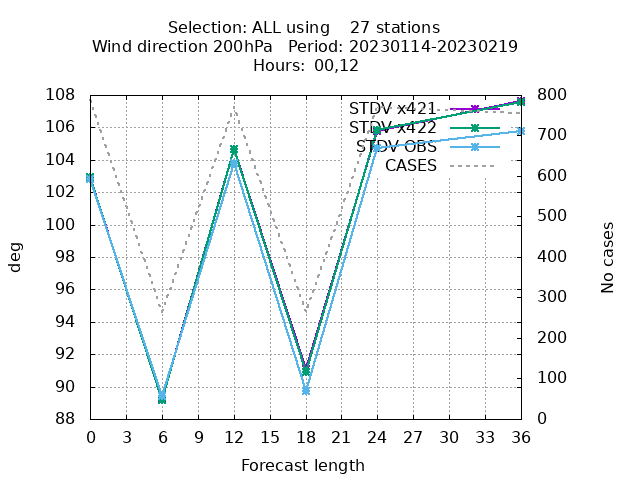 Selection: ALL using    27 stations
Wind direction 200hPa   Period: 20230114-20230219
Hours:  00,12
108
106
104
102
100
98
96
94
92
90
88
800
700
600
500
400
300
200
100
0
STDV x421
STDV x422
STDV OBS
CASES
deg
No cases
0 3 6 9 12 15 18 21 24 27 30 33 36
Forecast length